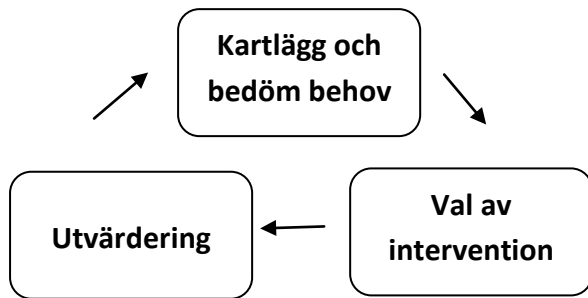 Kartlägg och
bedöm behov
Val av
intervention
Utvärdering